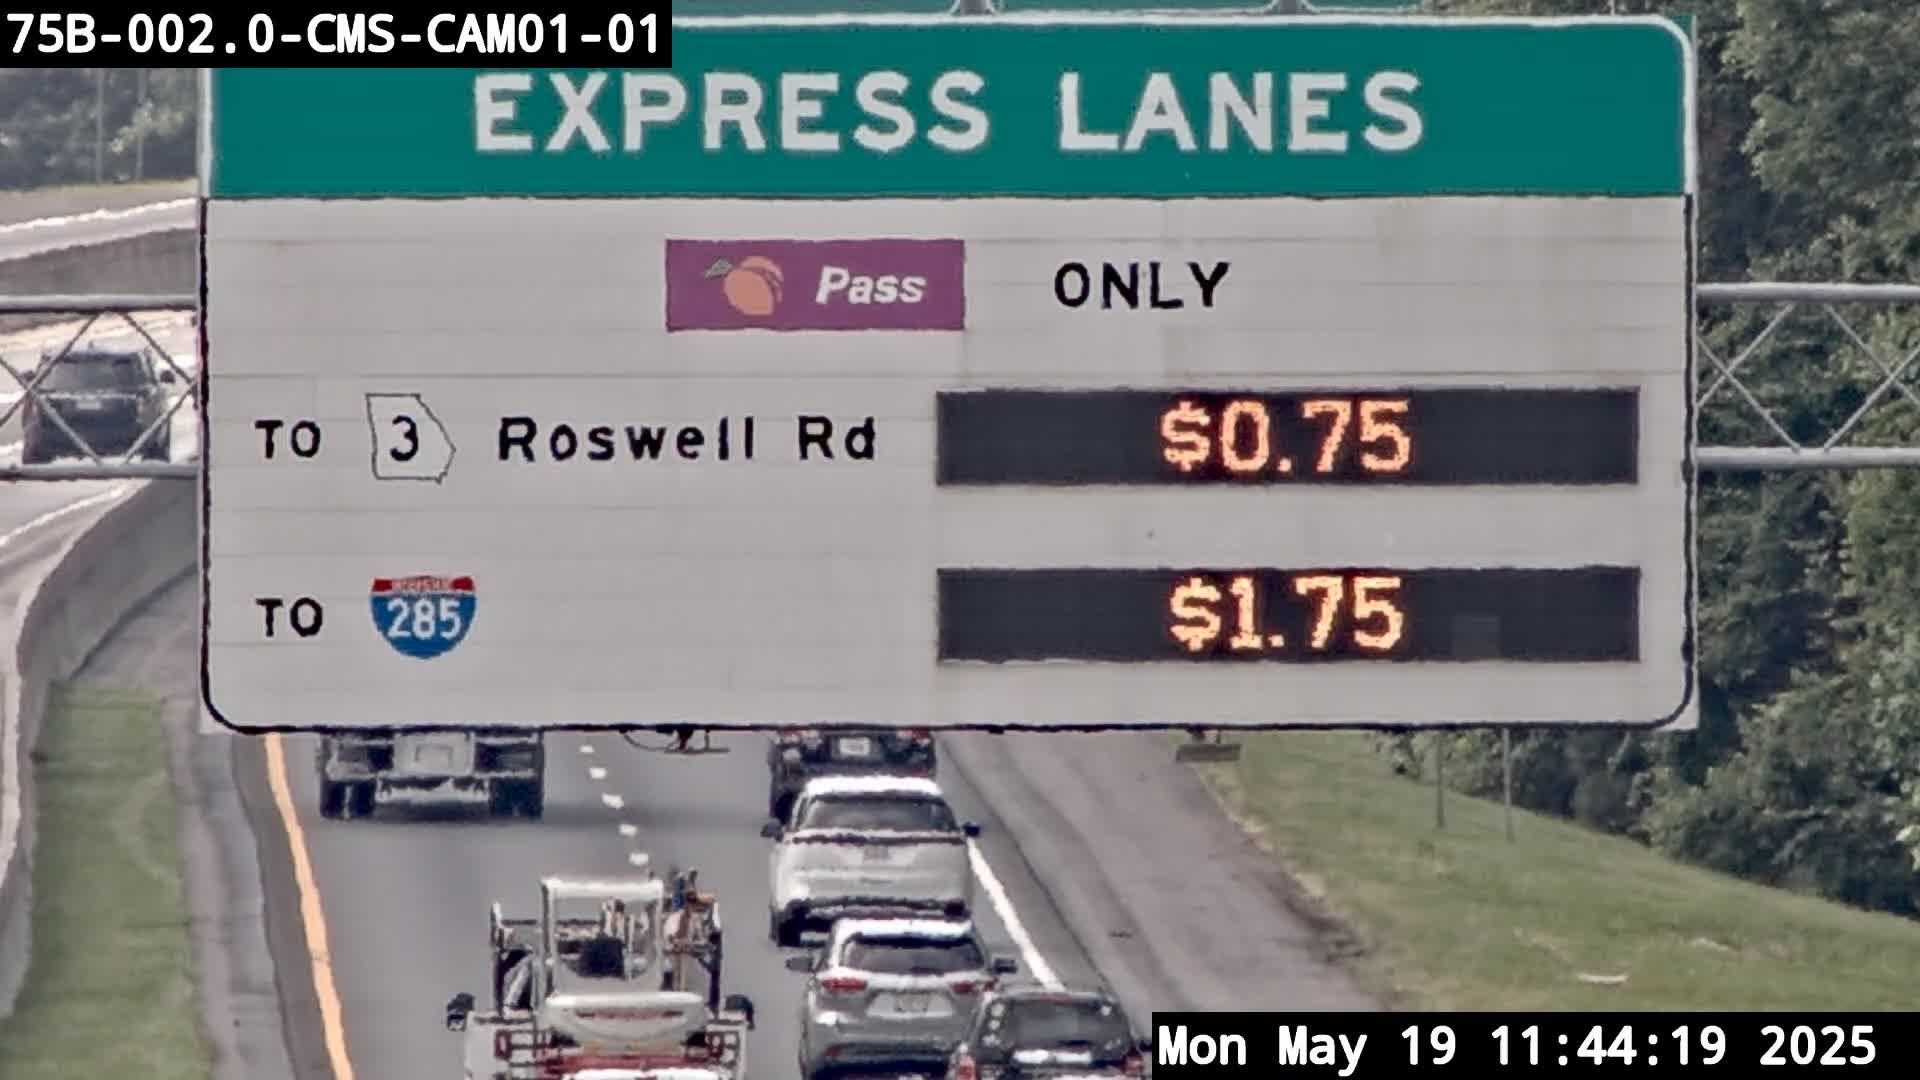 75B-002.0-CMS-CAM01-01
EXPRESS LANES
Pass ONLY
TO 3 Roswell Rd $0.75
TO 285 $1.75
Mon May 19 11:44:19 2025